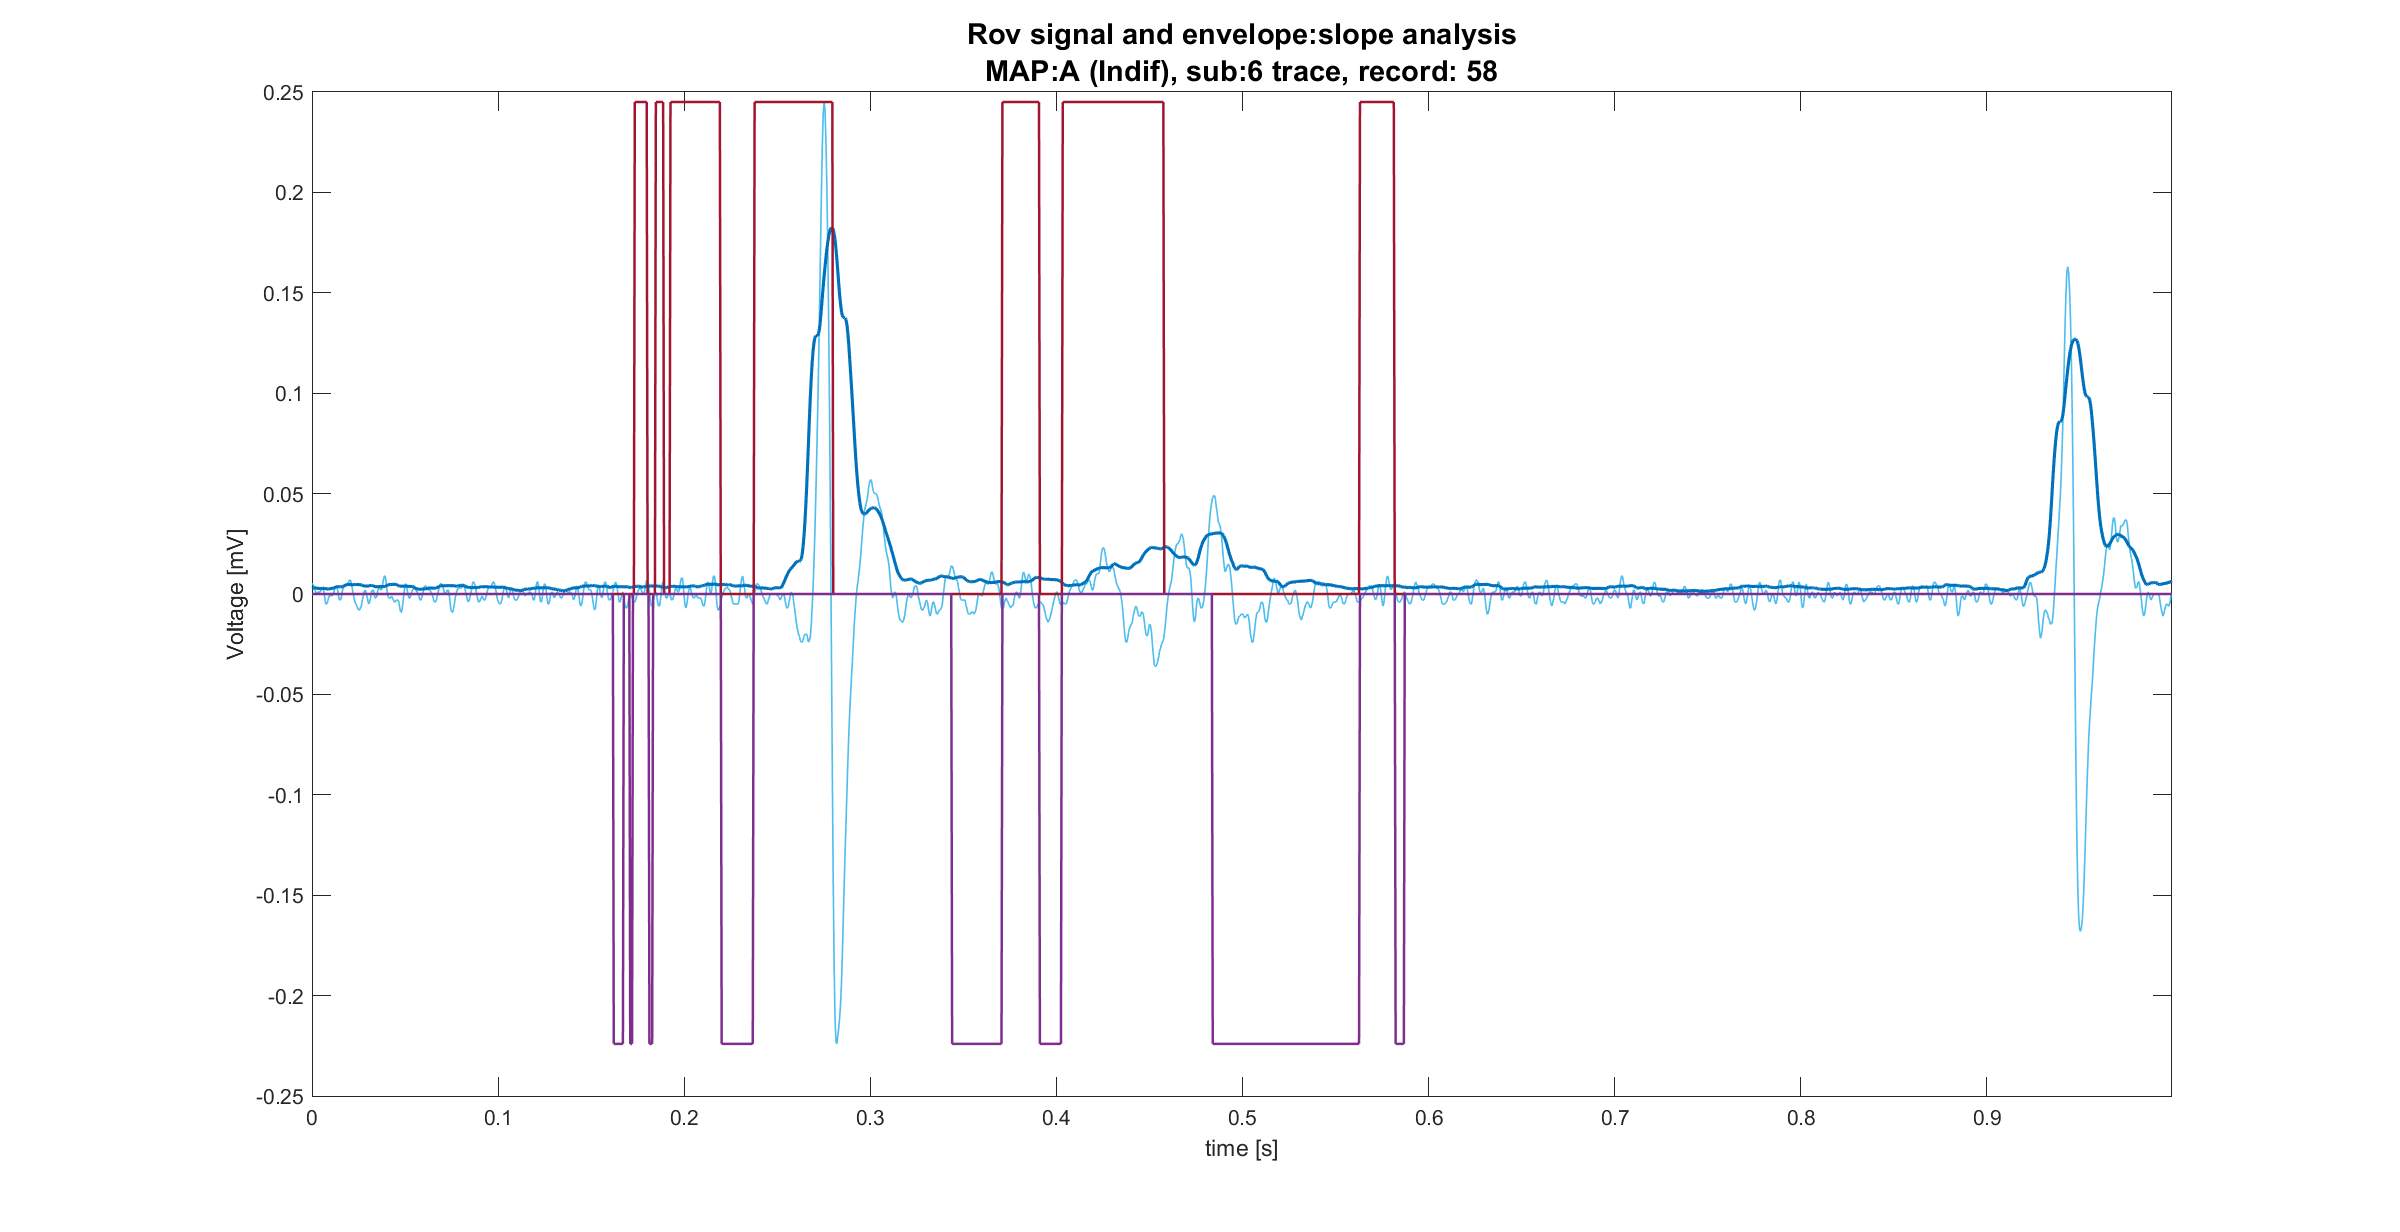 Rov signal and envelope:slope analysis
MAP:A (Indif), sub:6 trace, record: 58
0.25
0.2
0.15
0.1
0.05
0
-0.05
-0.1
-0.15
-0.2
-0.25
Voltage [mV]
0 0.1 0.2 0.3 0.4 0.5 0.6 0.7 0.8 0.9
time [s]